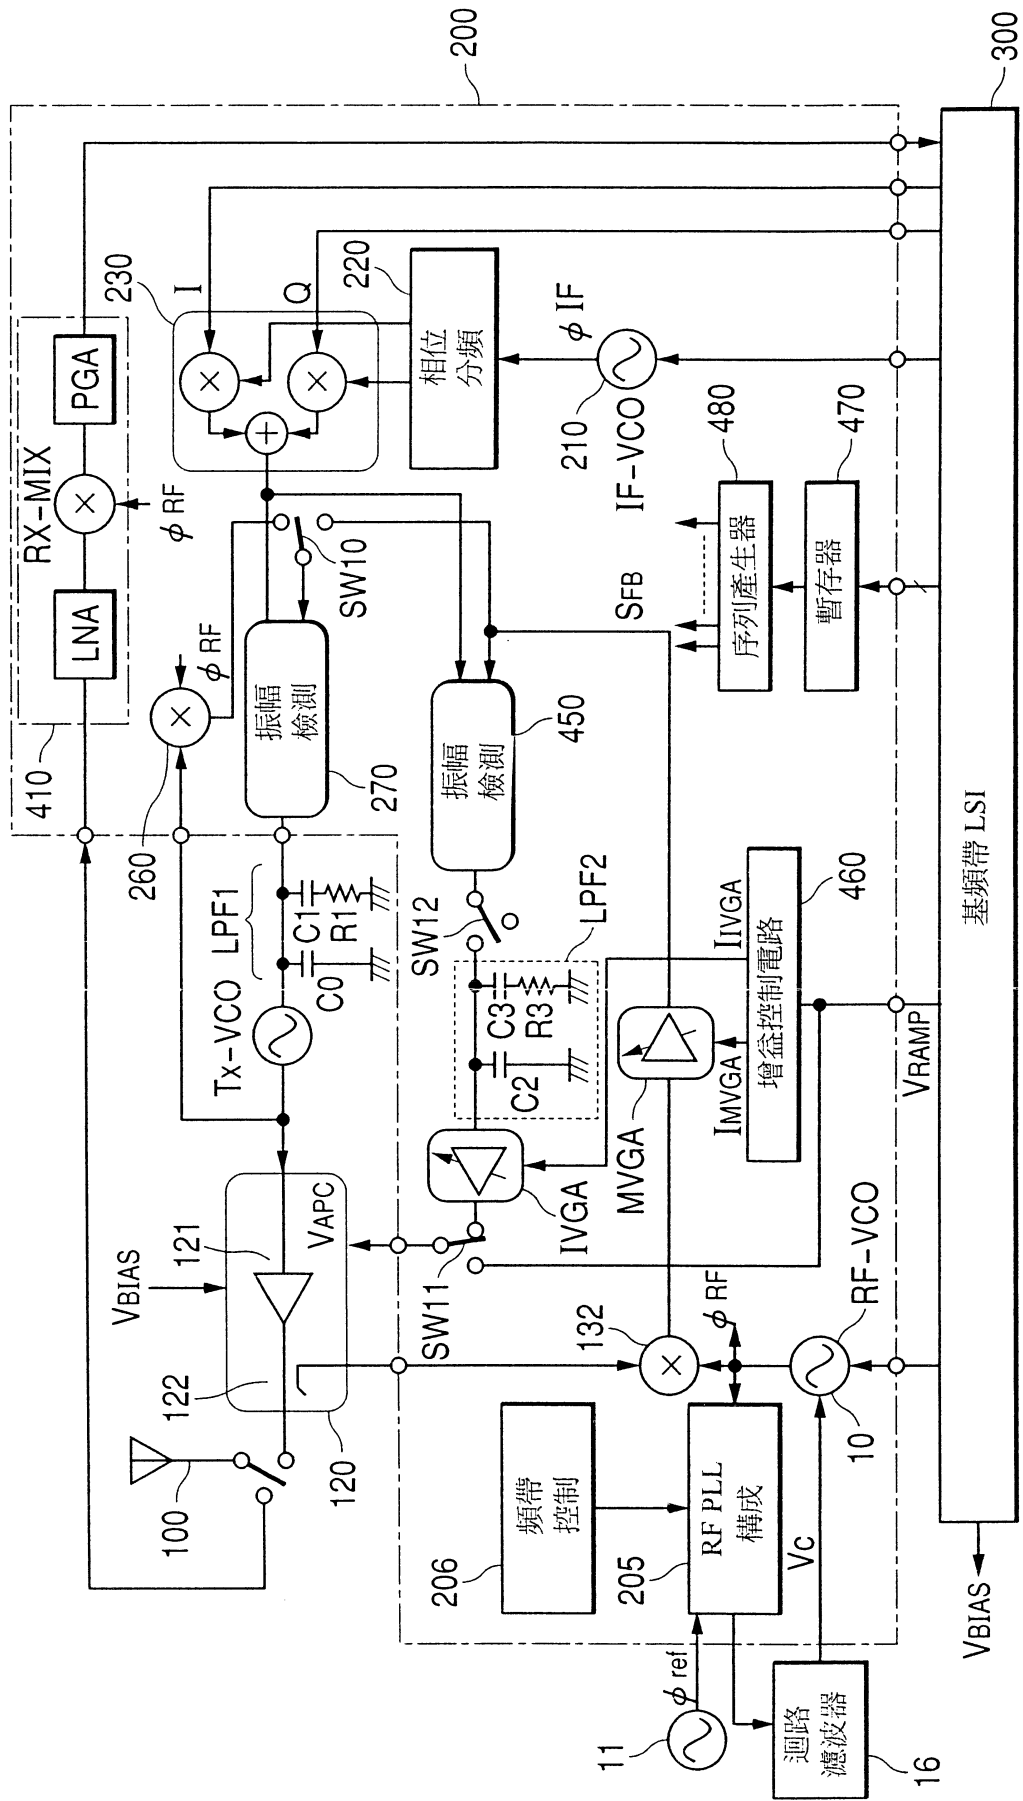 200
300
410
RX-MIX
LNA
PGA
φRF
230
I
Q
220
相位
分頻
φIF
210
IF-VCO
480
470
序列產生器
暫存器
SFB
260
φRF
SW10
振幅
檢測
270
振幅
檢測
450
LPF1
C1
R1
C0
Tx-VCO
SW12
LPF2
C3
R3
C2
IVGA
MVGA
IIVGA
IMVGA
增益控制電路
460
VRAMP
基頻帶 LSI
VBIAS
121
VAPC
122
120
100
SW11
132
φRF
RF-VCO
10
頻帶
控制
206
RF PLL
構成
205
Vc
φref
11
迴路
濾波器
16
VBIAS